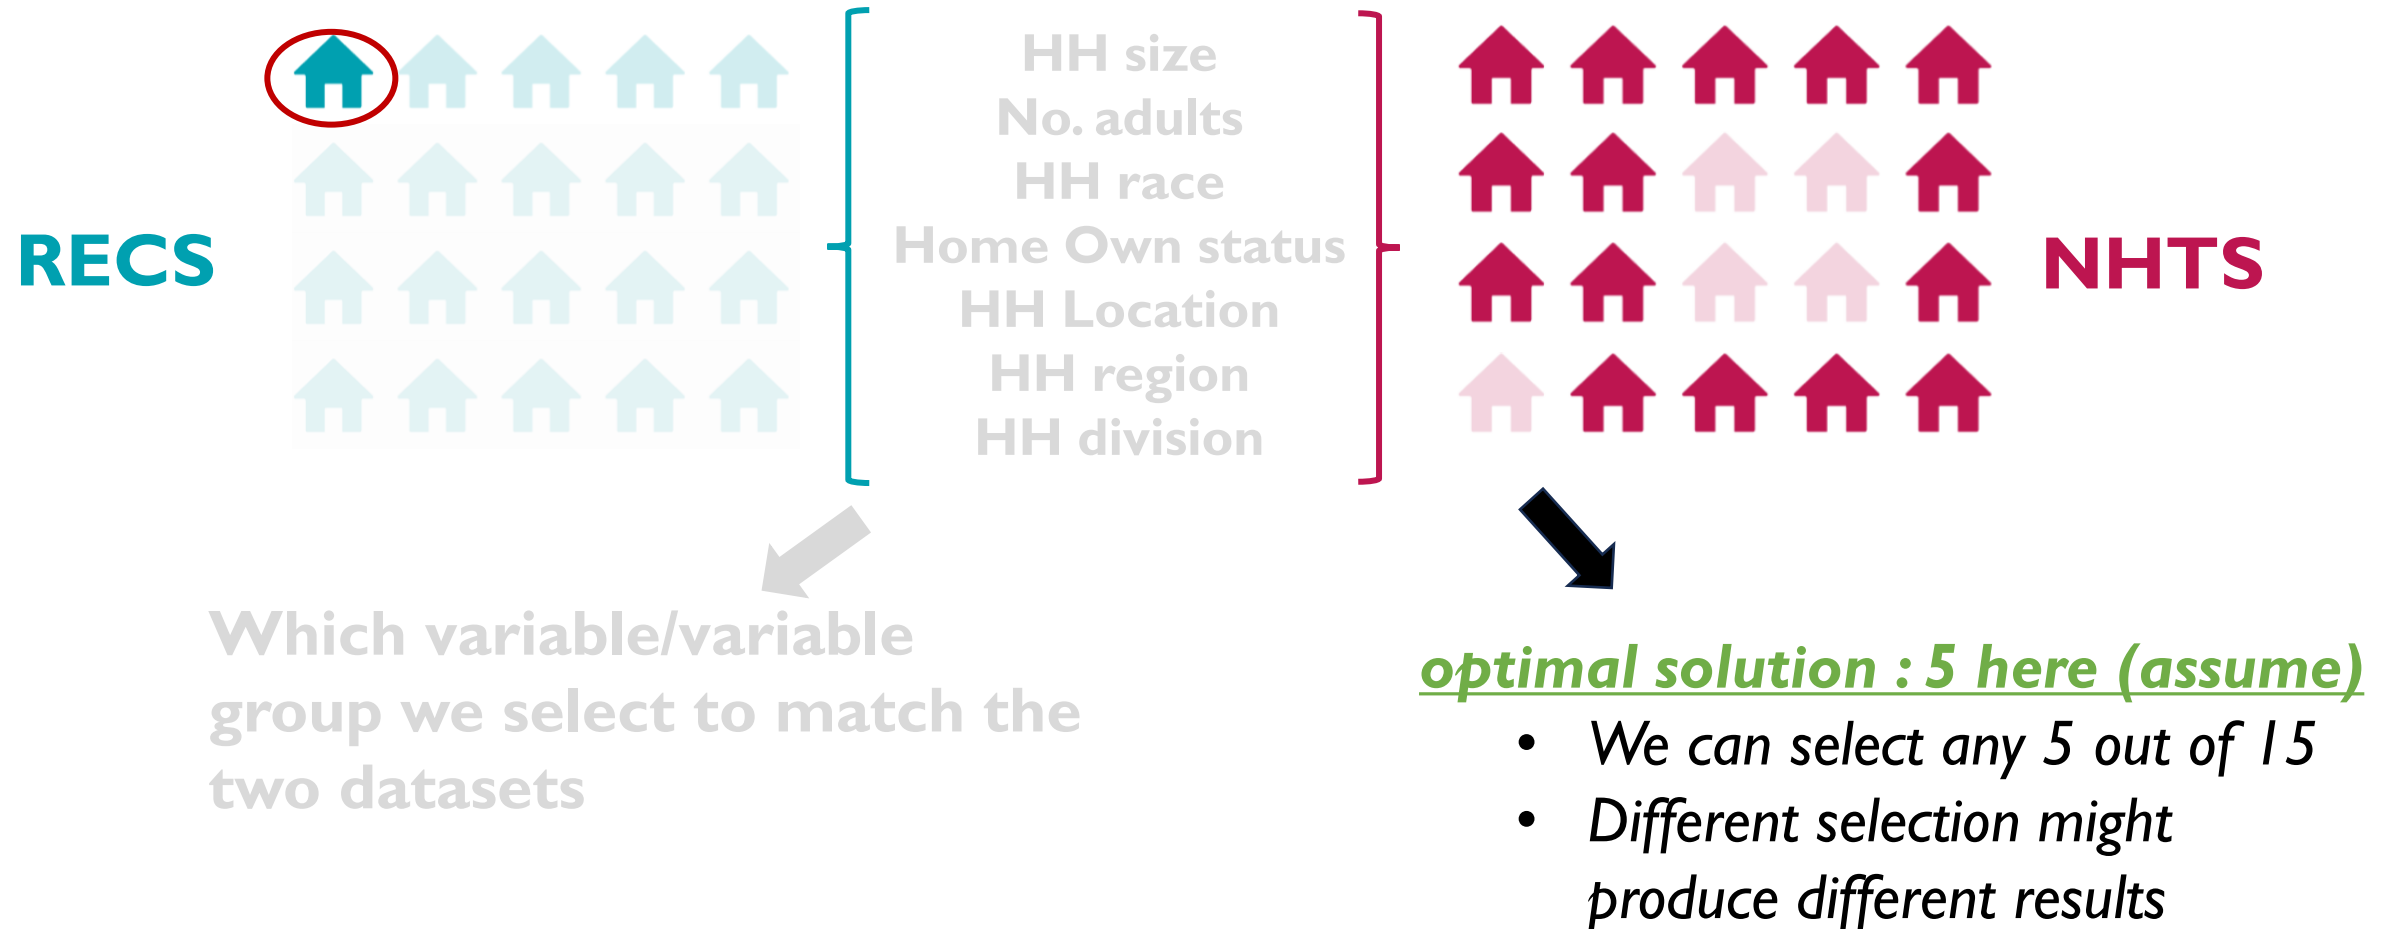 RECS
HH size
No. adults
HH race
Home Own status
HH Location
HH region
HH division
NHTS
Which variable/variable
group we select to match the
two datasets
optimal solution : 5 here (assume)
• We can select any 5 out of 15
• Different selection might
produce different results